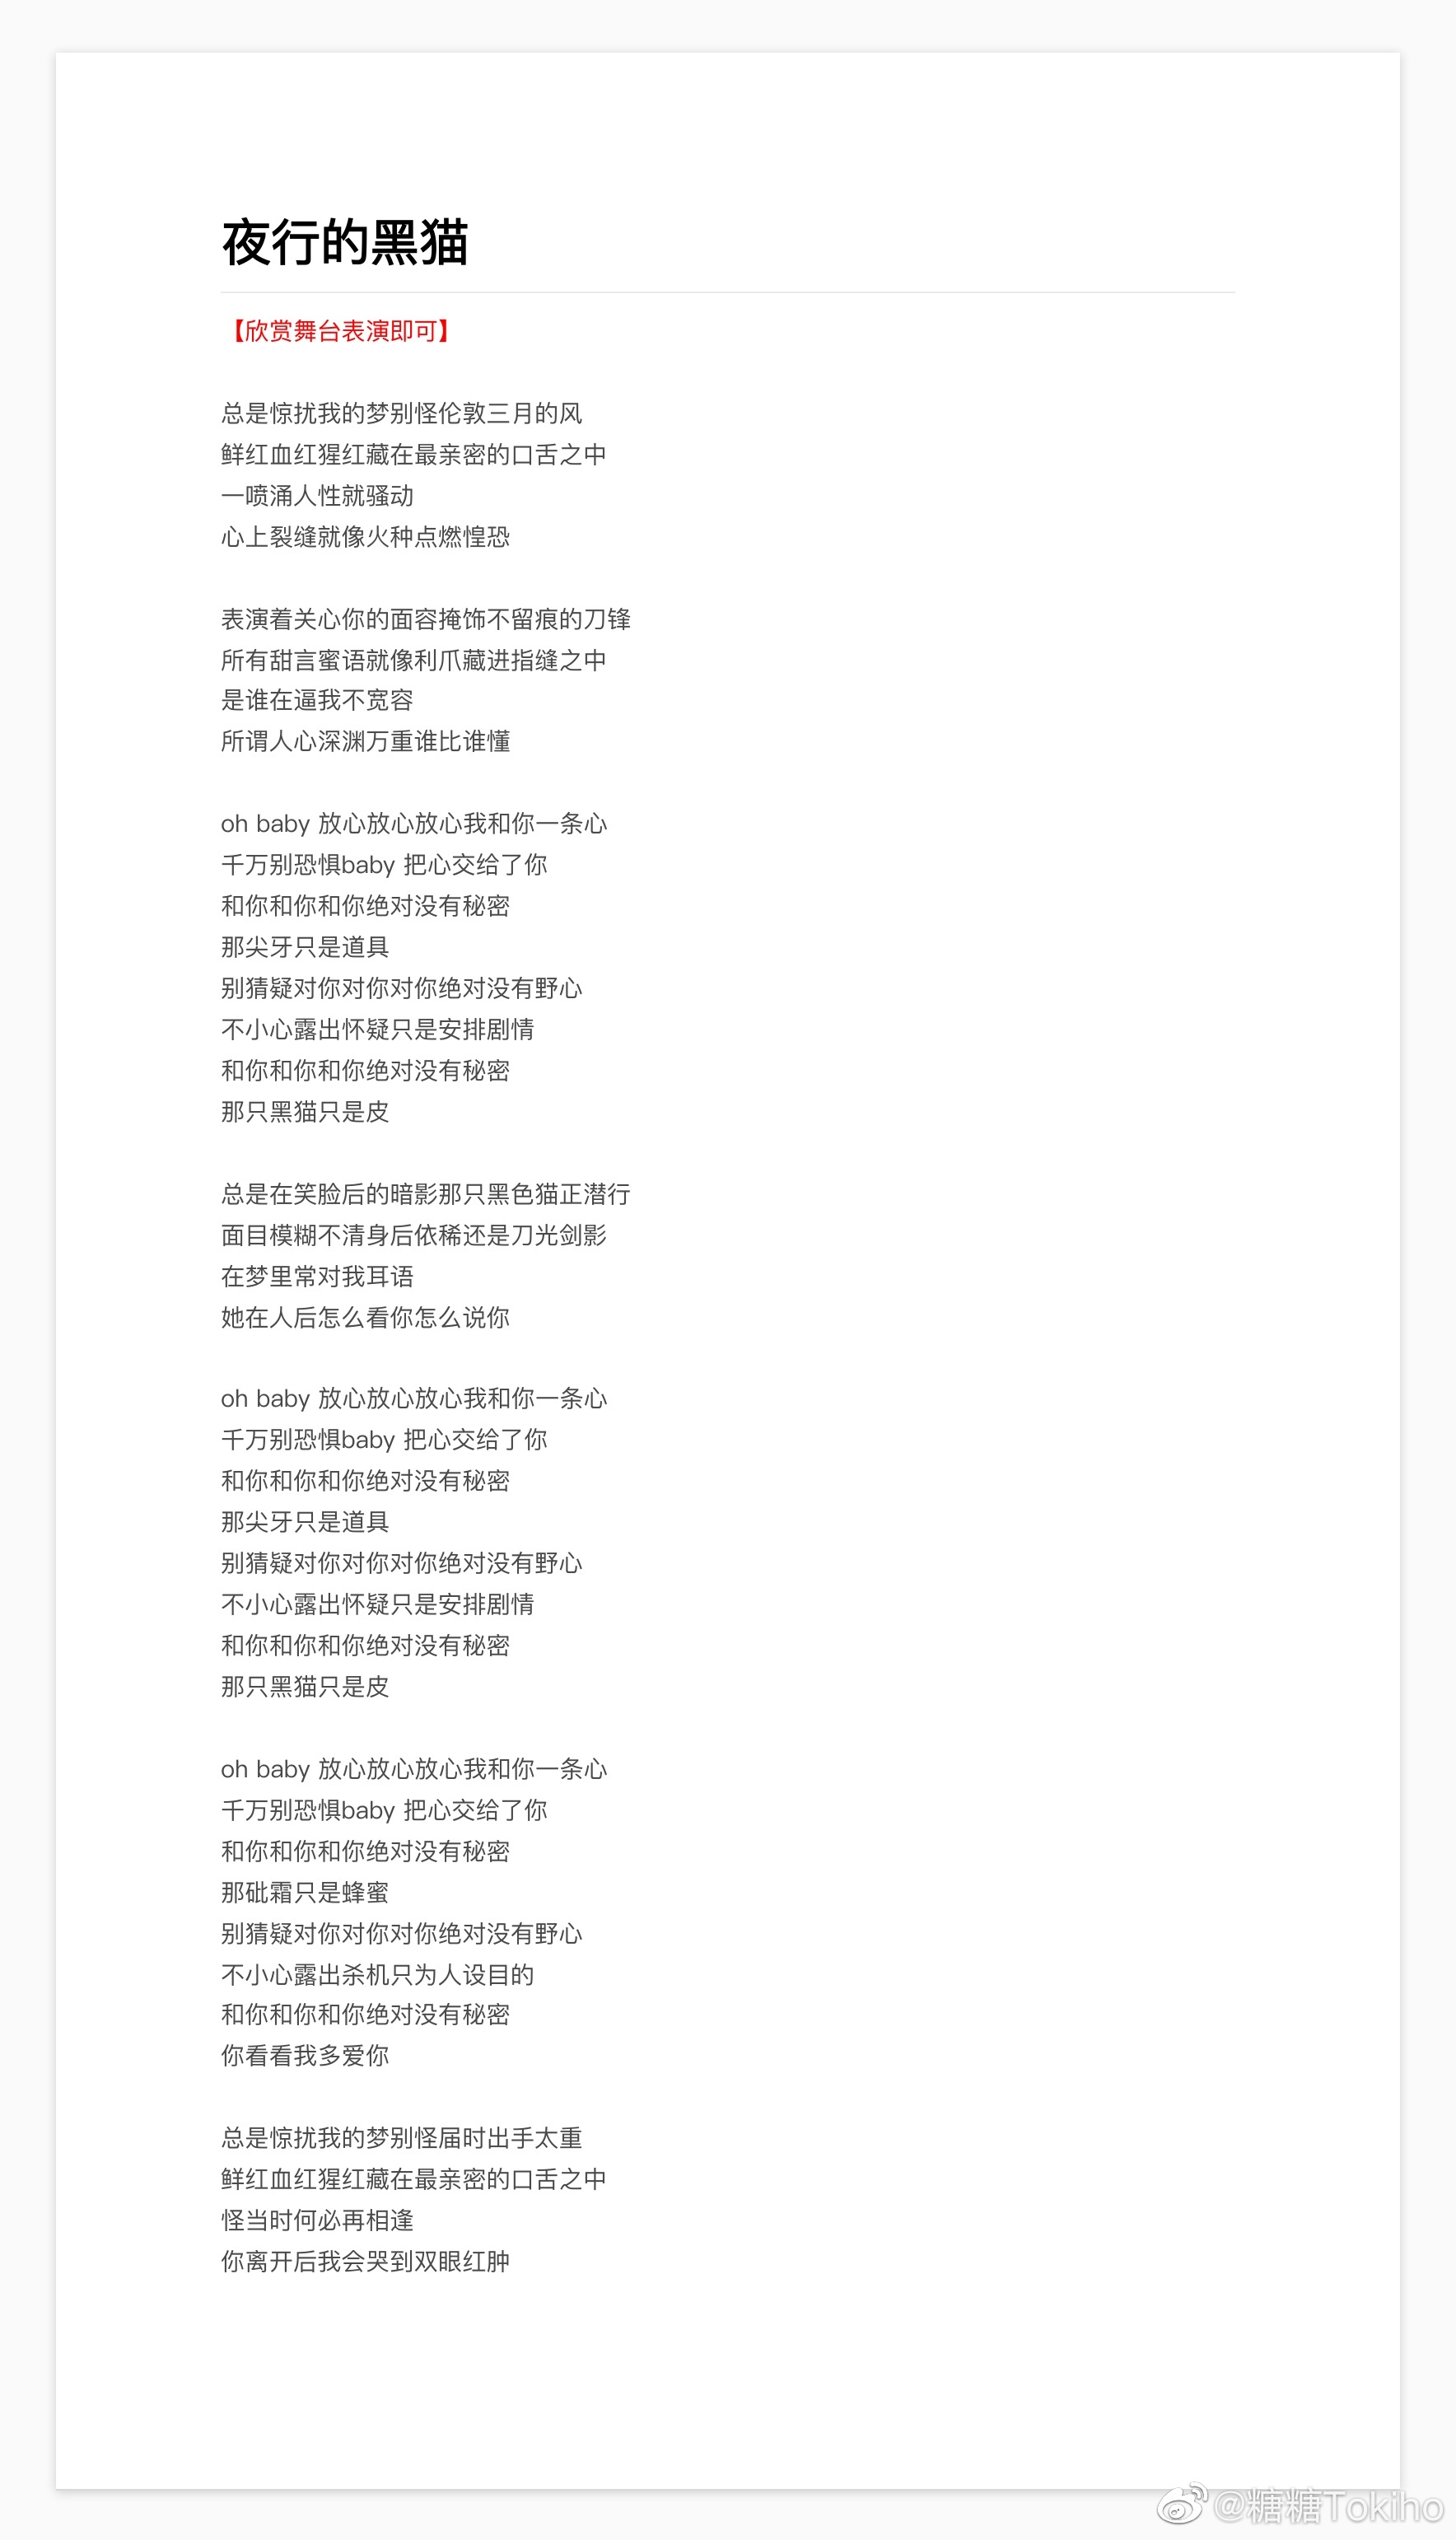 夜行的黑猫
【欣赏舞台表演即可】
总是惊扰我的梦别怪伦敦三月的风
鲜红血红猩红藏在最亲密的口舌之中
一喷涌人性就骚动
心上裂缝就像火种点燃惶恐
表演着关心你的面容掩饰不留痕的刀锋
所有甜言蜜语就像利爪藏进指缝之中
是谁在逼我不宽容
所谓人心深渊万重谁比谁懂
oh baby 放心放心放心我和你一条心
千万别恐惧baby 把心交给了你
和你和你和你绝对没有秘密
那尖牙只是道具
别猜疑对你对你对你绝对没有野心
不小心露出怀疑只是安排剧情
和你和你和你绝对没有秘密
那只黑猫只是皮
总是在笑脸后的暗影那只黑色猫正潜行
面目模糊不清身后依稀还是刀光剑影
在梦里常对我耳语
她在人后怎么看你怎么说你
oh baby 放心放心放心我和你一条心
千万别恐惧baby 把心交给了你
和你和你和你绝对没有秘密
那尖牙只是道具
别猜疑对你对你对你绝对没有野心
不小心露出怀疑只是安排剧情
和你和你和你绝对没有秘密
那只黑猫只是皮
oh baby 放心放心放心我和你一条心
千万别恐惧baby 把心交给了你
和你和你和你绝对没有秘密
那砒霜只是蜂蜜
别猜疑对你对你对你绝对没有野心
不小心露出杀机只为人设目的
和你和你和你绝对没有秘密
你看看我多爱你
总是惊扰我的梦别怪届时出手太重
鲜红血红猩红藏在最亲密的口舌之中
怪当时何必再相逢
你离开后我会哭到双眼红肿
@糖糖Tokiho